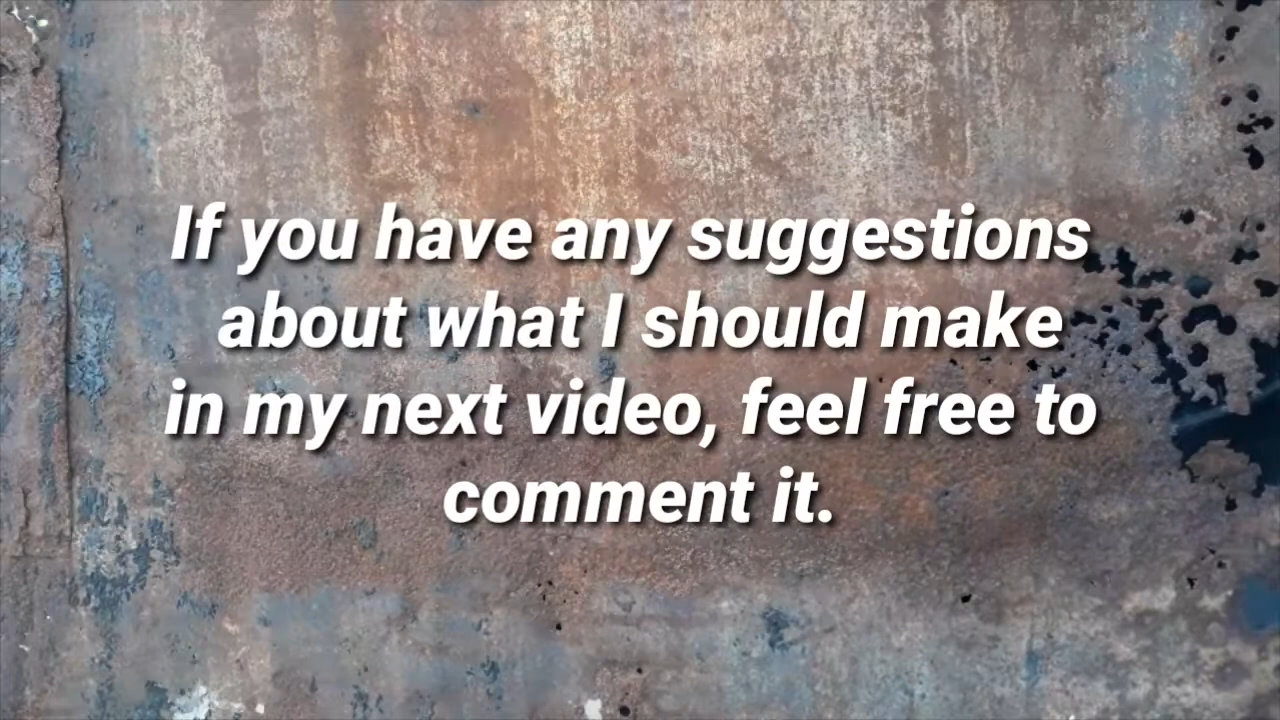 If you have any suggestions
about what I should make
in my next video, feel free to
comment it.